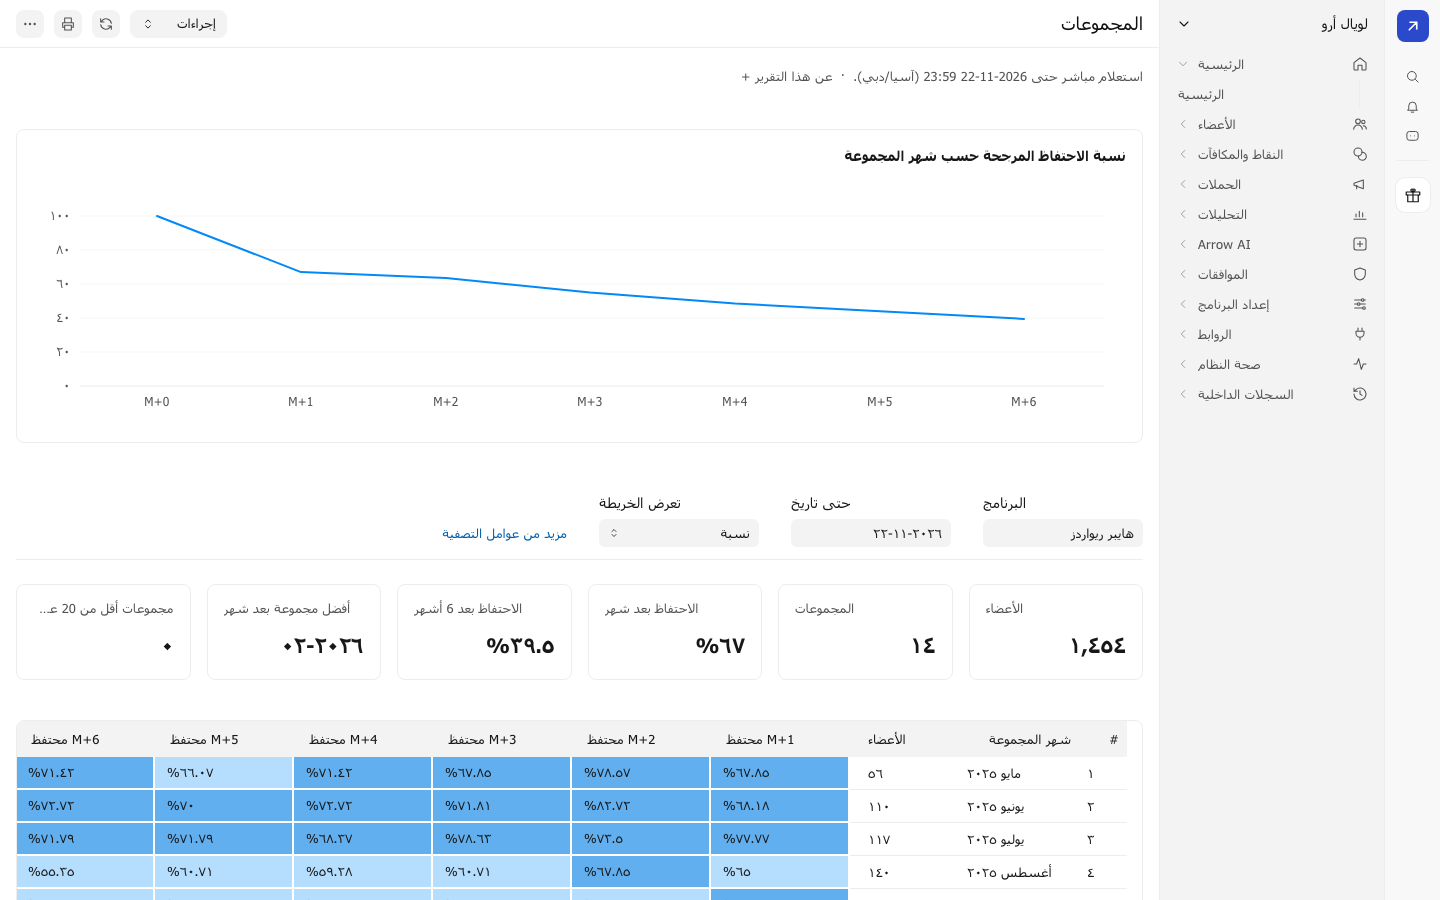 لويال أرو
الرئيسية
الرئيسية
الأعضاء
النقاط والمكافآت
الحملات
التحليلات
Arrow AI
الموافقات
إعداد البرنامج
الروابط
صحة النظام
السجلات الداخلية
المجموعات
إجراءات
استعلام مباشر حتى 2026-11-22 23:59 (آسيا/دبي). · عن هذا التقرير +
نسبة الاحتفاظ المرجحة حسب شهر المجموعة
١٠٠
٨٠
٦٠
٤٠
٢٠
٠
M+0 M+1 M+2 M+3 M+4 M+5 M+6
البرنامج حتى تاريخ تعرض الخريطة
هايبر ريواردز ٢٠٢٦-١١-٢٢ نسبة مزيد من عوامل التصفية
الأعضاء المجموعات الاحتفاظ بعد شهر الاحتفاظ بعد 6 أشهر أفضل مجموعة بعد شهر مجموعات أقل من 20 عـ...
١,٤٥٤ ١٤ %٦٧ %٣٩.٥ ٢٠٢٦-٠٢ ٠
# شهر المجموعة الأعضاء M+1 محتفظ M+2 محتفظ M+3 محتفظ M+4 محتفظ M+5 محتفظ M+6 محتفظ
١ مايو ٢٠٢٥ ٥٦ %٦٧.٨٥ %٧٨.٥٧ %٦٧.٨٥ %٧١.٤٢ %٦٦.٠٧ %٧١.٤٢
٢ يونيو ٢٠٢٥ ١١٠ %٦٨.١٨ %٨٢.٧٢ %٧١.٨١ %٧٢.٧٢ %٧٠ %٧٢.٧٢
٣ يوليو ٢٠٢٥ ١١٧ %٧٧.٧٧ %٧٣.٥ %٧٨.٦٣ %٦٨.٣٧ %٧١.٧٩ %٧١.٧٩
٤ أغسطس ٢٠٢٥ ١٤٠ %٦٥ %٦٧.٨٥ %٦٠.٧١ %٥٩.٢٨ %٦٠.٧١ %٥٥.٣٥